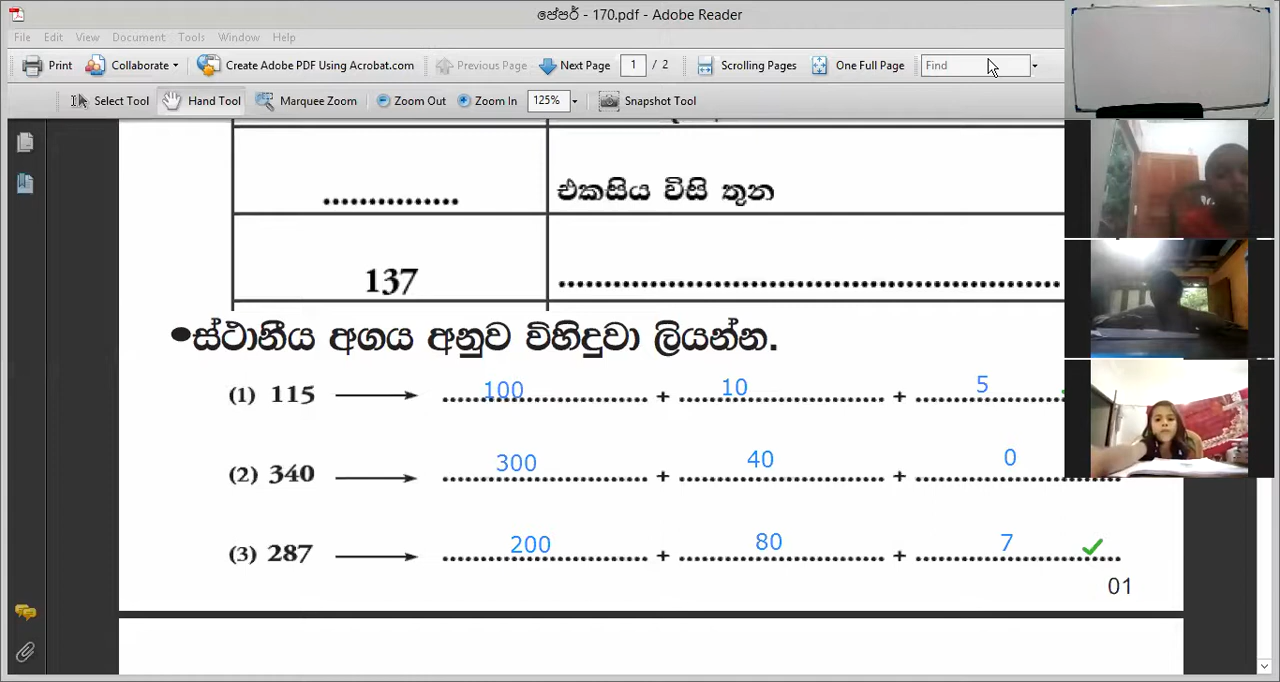 පේපර් - 170.pdf - Adobe Reader
File Edit View Document Tools Window Help
Print Collaborate Create Adobe PDF Using Acrobat.com Previous Page Next Page 1 / 2 Scrolling Pages One Full Page Find
Select Tool Hand Tool Marquee Zoom Zoom Out Zoom In 125% Snapshot Tool
............... එකසිය විසි තුන
137 ............................................................
•ස්ථානීය අගය අනුව විහිදුවා ලියන්න.
(1) 115 → 100 + 10 + 5
(2) 340 → 300 + 40 + 0
(3) 287 → 200 + 80 + 7 ✓
01